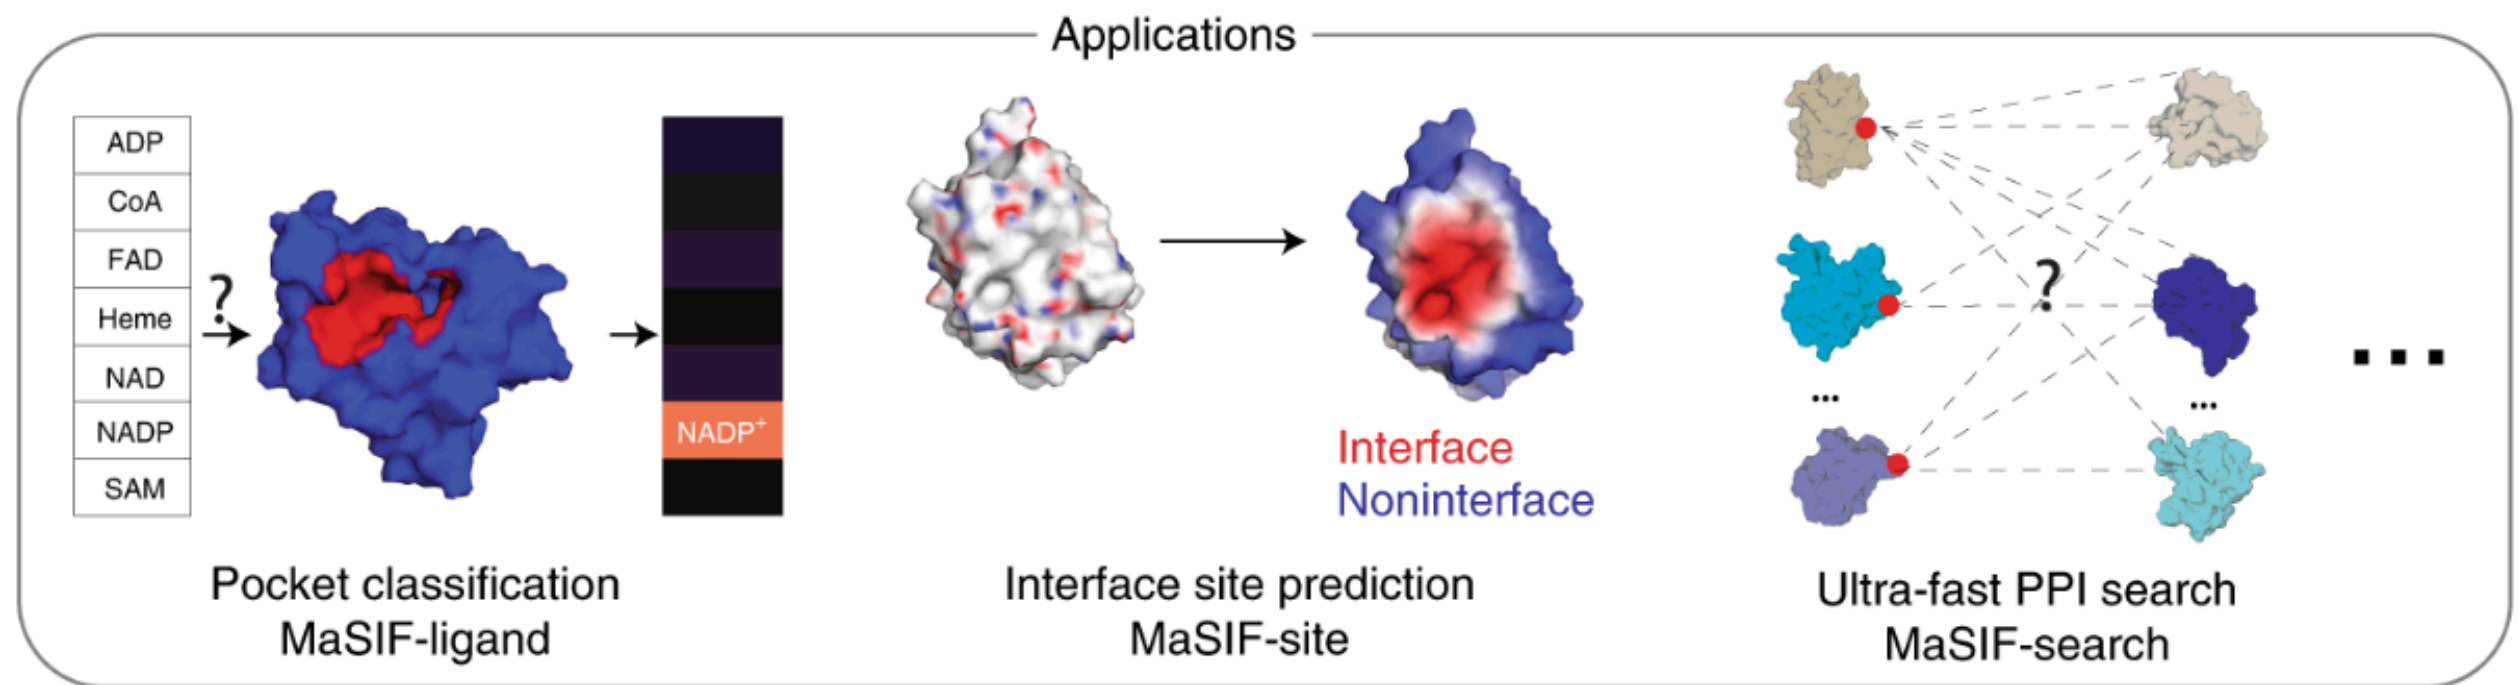 Applications
ADP
CoA
FAD
Heme
NAD
NADP
SAM
?
NADP⁺
Pocket classification
MaSIF-ligand
Interface
Noninterface
Interface site prediction
MaSIF-site
?
...
...
...
Ultra-fast PPI search
MaSIF-search